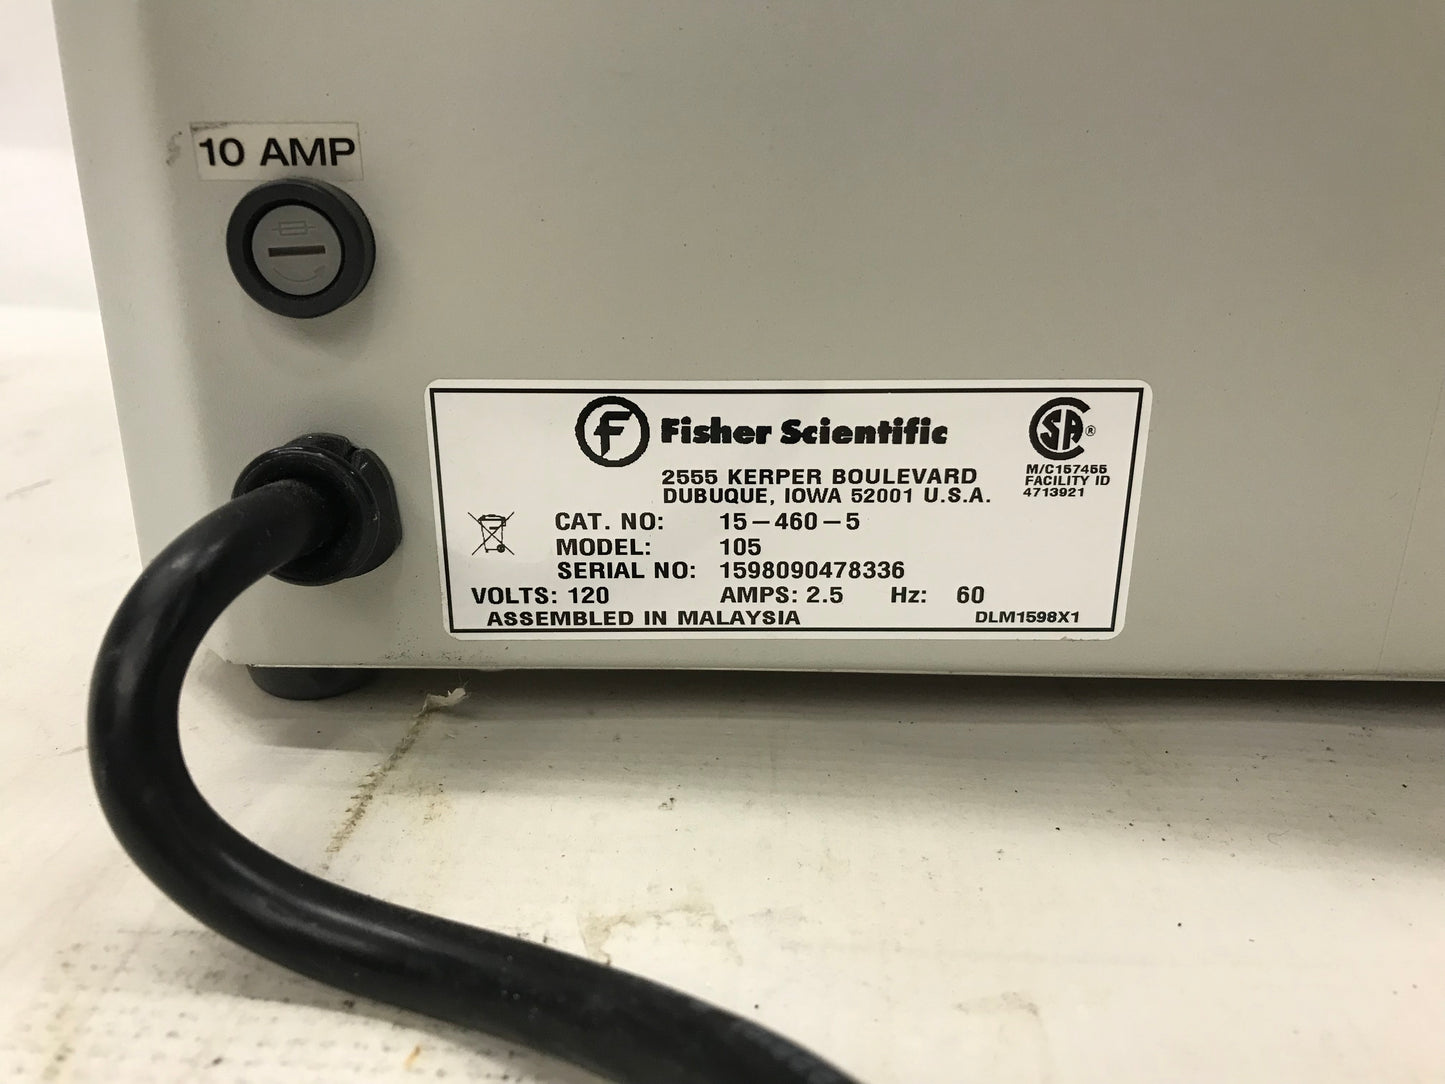 10 AMP
F Fisher Scientific
2555 KERPER BOULEVARD
DUBUQUE, IOWA 52001 U.S.A.
SA ®
M/C157455
FACILITY ID
4713921
CAT. NO: 15-460-5
MODEL: 105
SERIAL NO: 1598090478336
VOLTS: 120 AMPS: 2.5 Hz: 60
ASSEMBLED IN MALAYSIA DLM1598X1